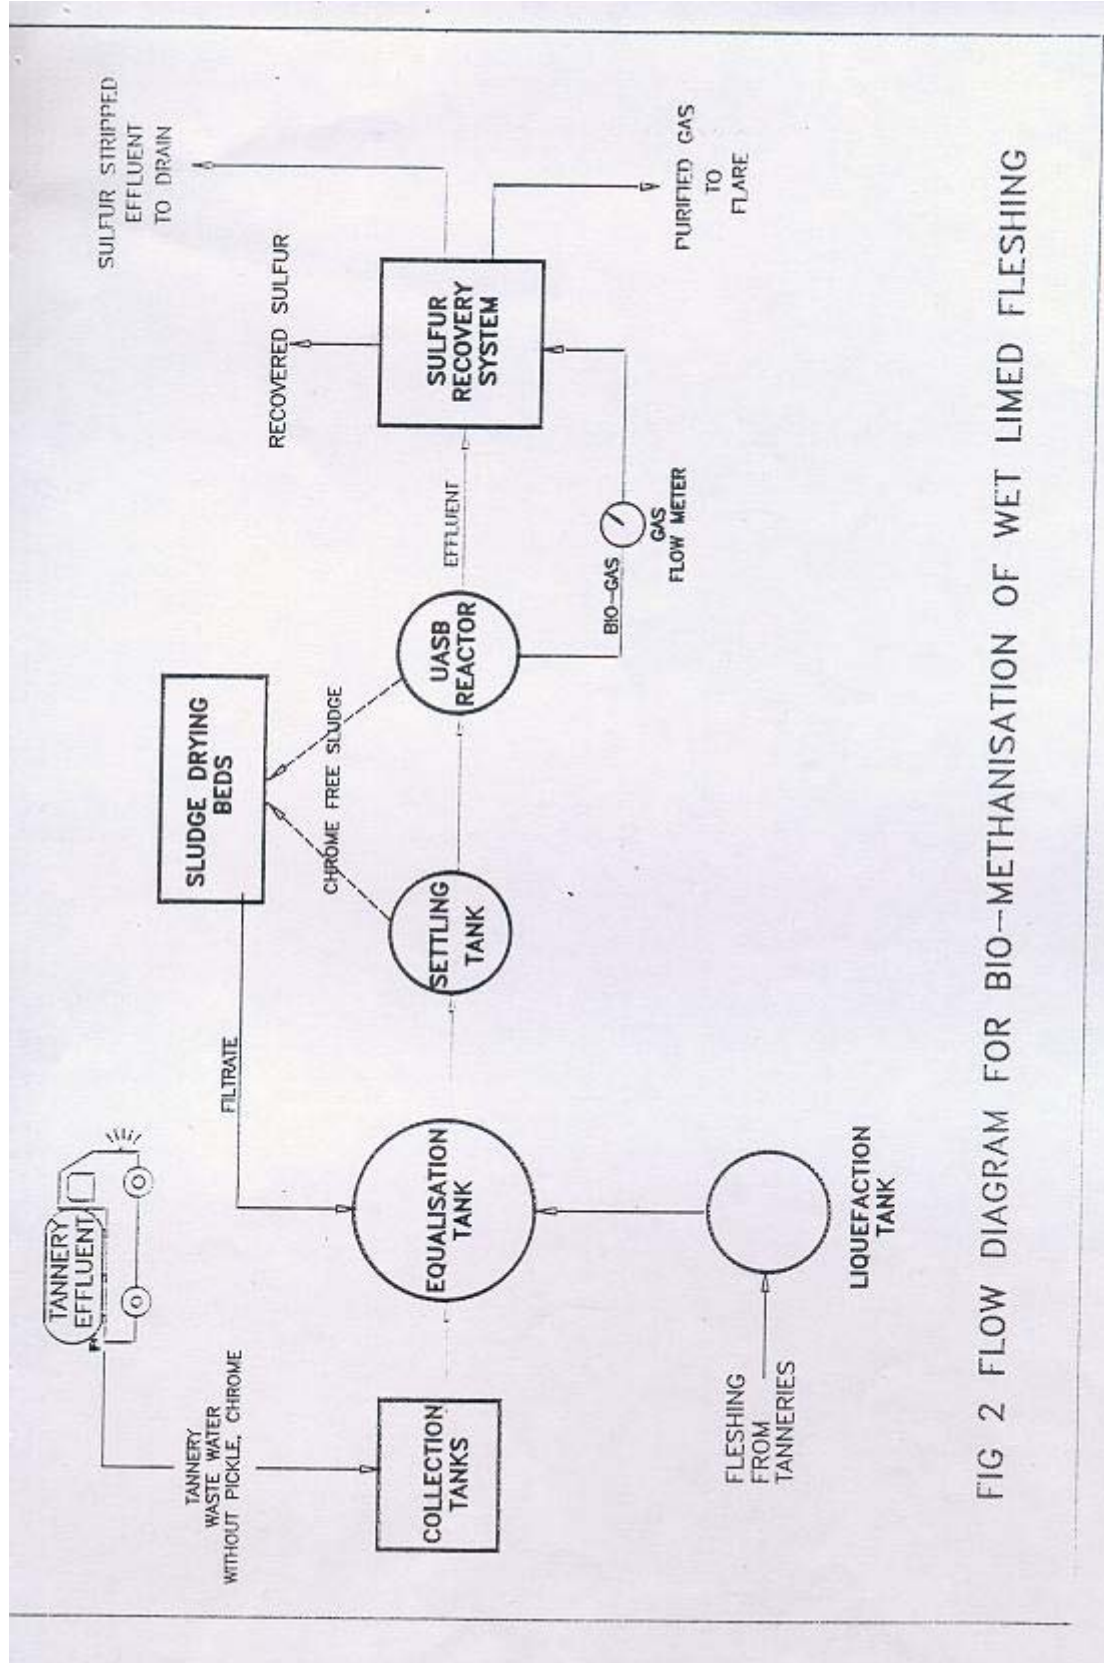 TANNERY
EFFLUENT
TANNERY
WASTE WATER
WITHOUT PICKLE, CHROME
COLLECTION
TANKS
FILTRATE
EQUALISATION
TANK
FLESHING
FROM
TANNERIES
LIQUEFACTION
TANK
SLUDGE DRYING
BEDS
CHROME FREE SLUDGE
SETTLING
TANK
UASB
REACTOR
EFFLUENT
BIO-GAS
GAS
FLOW METER
RECOVERED SULFUR
SULFUR
RECOVERY
SYSTEM
SULFUR STRIPPED
EFFLUENT
TO DRAIN
PURIFIED GAS
TO
FLARE
FIG 2 FLOW DIAGRAM FOR BIO-METHANISATION OF WET LIMED FLESHING